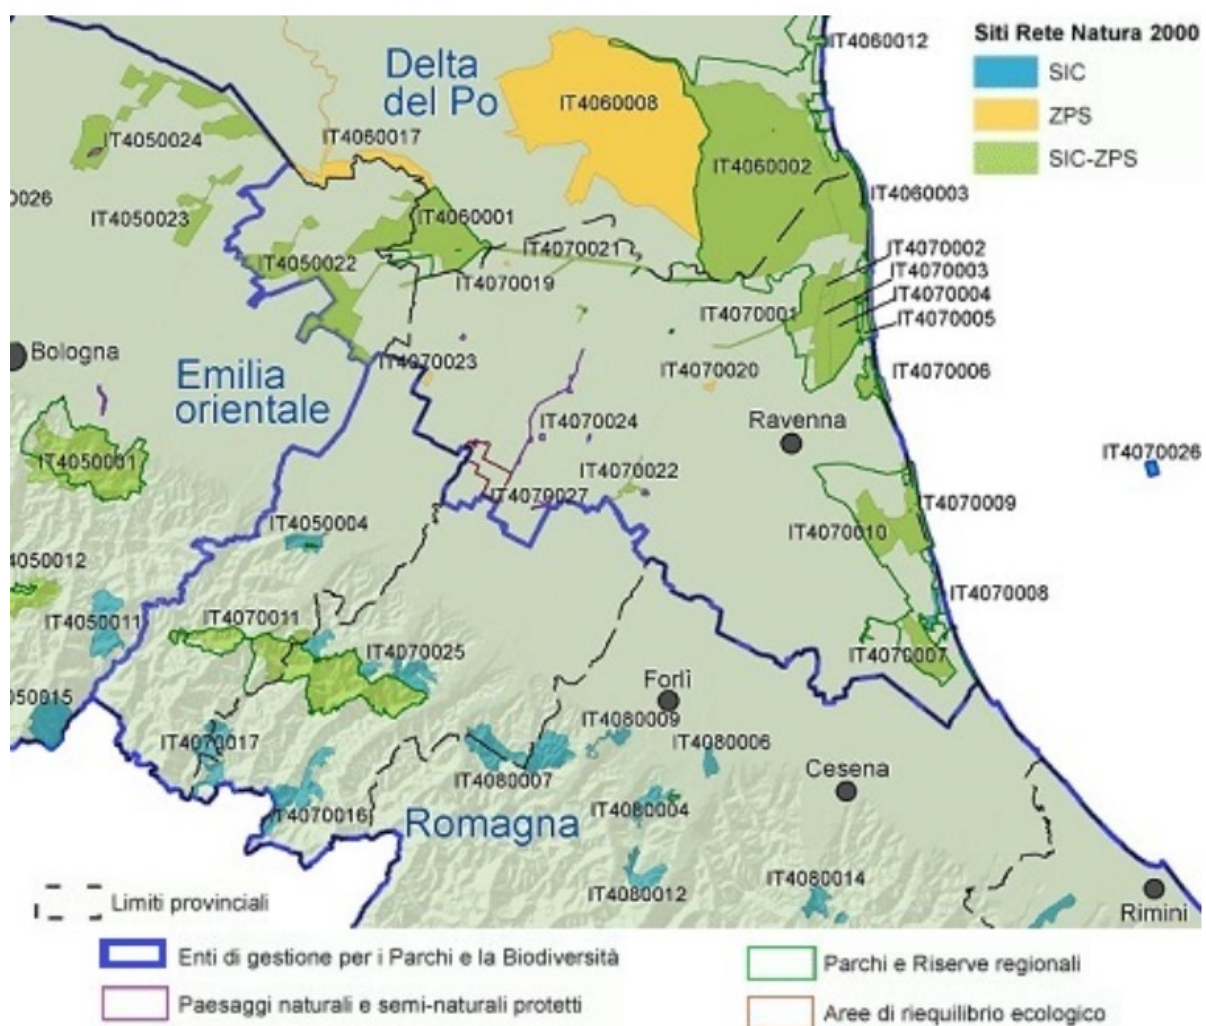 Siti Rete Natura 2000
SIC
ZPS
SIC-ZPS
Delta
del Po
IT4060012
IT4060008
IT4050024
IT4060017
IT4060002
026
IT4050023
IT4060001
IT4060003
IT4050022
IT4070021
IT4070002
IT4070003
IT4070019
IT4070004
IT4070001
IT4070005
Bologna
IT4070023
IT4070020
IT4070006
Emilia
orientale
IT4070024
Ravenna
IT4050001
IT4070022
IT4070026
IT4070027
IT4070009
IT4050004
IT4070010
4050012
IT4070008
IT4050011
IT4070011
IT4070025
IT4070007
Forlì
050015
IT4080009
IT4070017
IT4080006
IT4080007
Cesena
IT4070016
IT4080004
Romagna
IT4080012
IT4080014
Rimini
Limiti provinciali
Enti di gestione per i Parchi e la Biodiversità
Parchi e Riserve regionali
Paesaggi naturali e semi-naturali protetti
Aree di riequilibrio ecologico